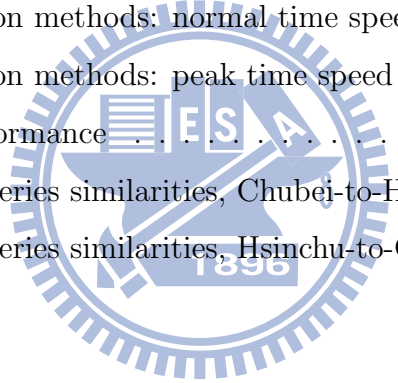 on methods: normal time spee
on methods: peak time speed
ormance . . . . . . . . . . . .
E S A
eries similarities, Chubei-to-H
eries similarities, Hsinchu-to-
1896